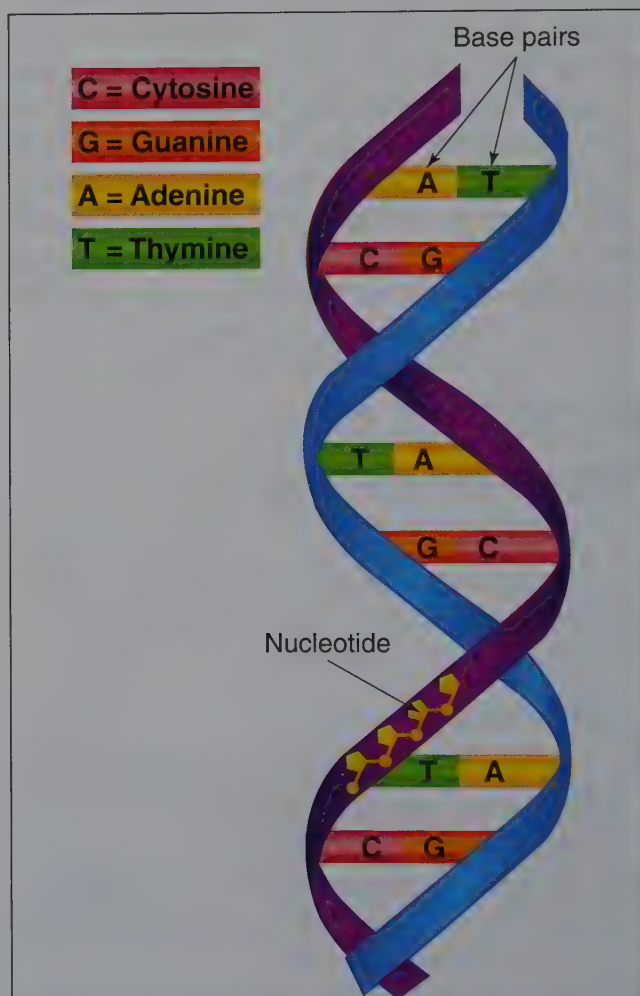 Base pairs
C = Cytosine
G = Guanine
A = Adenine
T = Thymine
A T
C G
T A
G C
Nucleotide
T A
C G